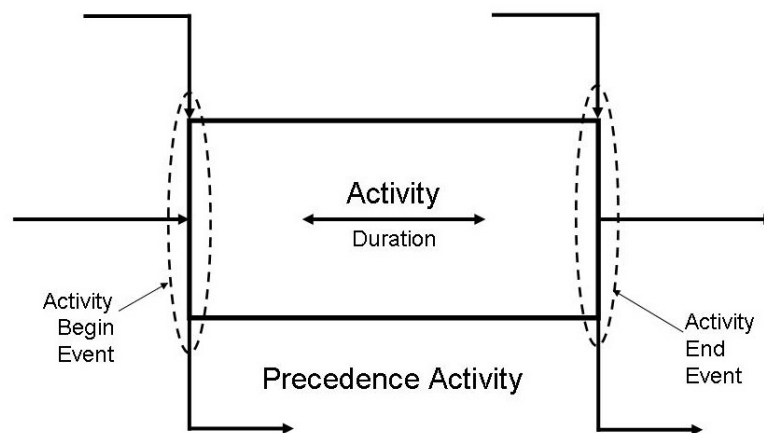 Activity
Duration
Activity
Begin
Event
Activity
End
Event
Precedence Activity